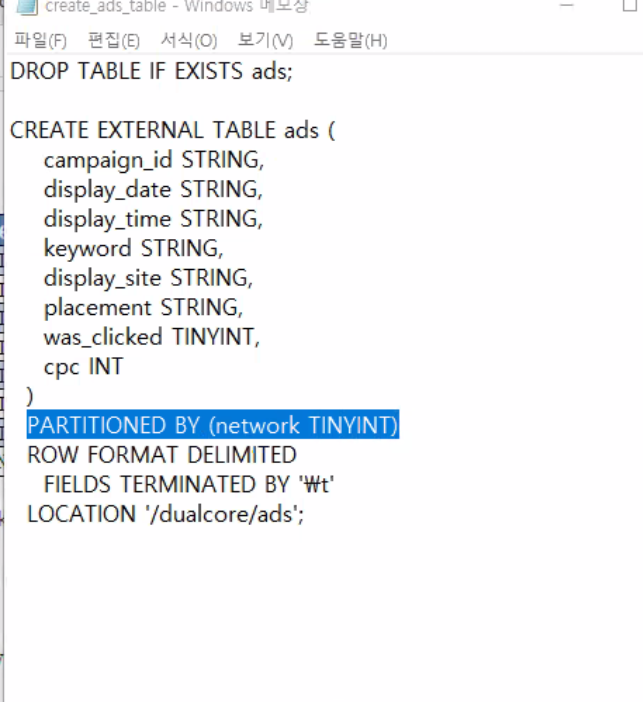 create_ads_table - Windows 메모장
파일(F) 편집(E) 서식(O) 보기(V) 도움말(H)
DROP TABLE IF EXISTS ads;
CREATE EXTERNAL TABLE ads (
campaign_id STRING,
display_date STRING,
display_time STRING,
keyword STRING,
display_site STRING,
placement STRING,
was_clicked TINYINT,
cpc INT
)
PARTITIONED BY (network TINYINT)
ROW FORMAT DELIMITED
FIELDS TERMINATED BY '₩t'
LOCATION '/dualcore/ads';